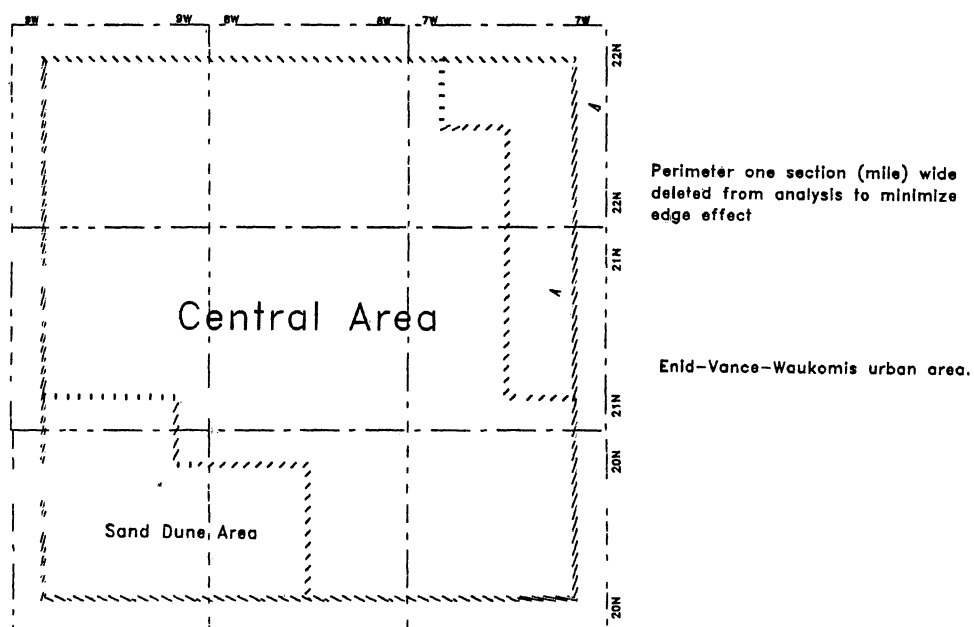 9W 9W 8W 8W 7W 7W
22N
Perimeter one section (mile) wide
deleted from analysis to minimize
edge effect
22N
21N
Central Area
Enid-Vance-Waukomis urban area.
21N
20N
Sand Dune Area
20N